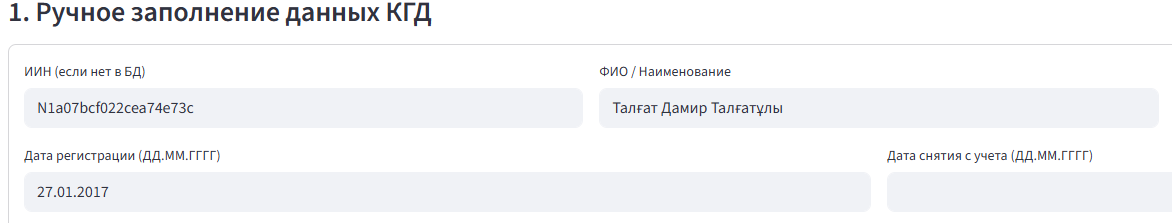 1. Ручное заполнение данных КГД
ИИН (если нет в БД)
ФИО / Наименование
N1a07bcf022cea74e73c
Талғат Дамир Талғатұлы
Дата регистрации (ДД.ММ.ГГГГ)
Дата снятия с учета (ДД.ММ.ГГГГ)
27.01.2017